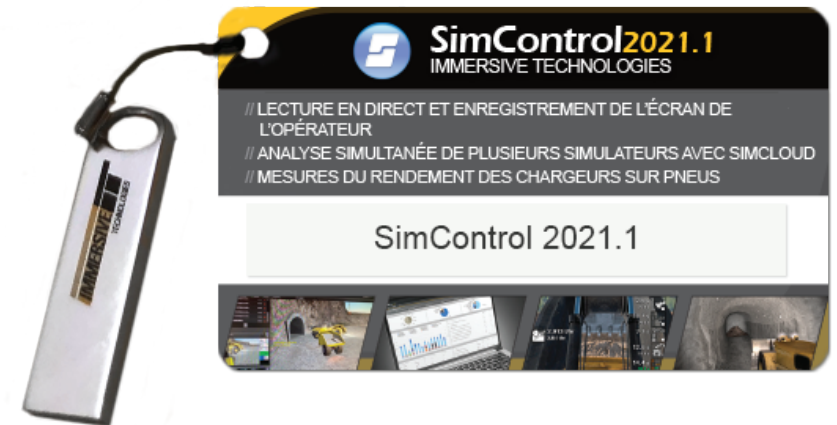 SimControl2021.1
IMMERSIVE TECHNOLOGIES
// LECTURE EN DIRECT ET ENREGISTREMENT DE L'ÉCRAN DE
L'OPÉRATEUR
// ANALYSE SIMULTANÉE DE PLUSIEURS SIMULATEURS AVEC SIMCLOUD
// MESURES DU RENDEMENT DES CHARGEURS SUR PNEUS
SimControl 2021.1
IMMERSIVE
TECHNOLOGIES